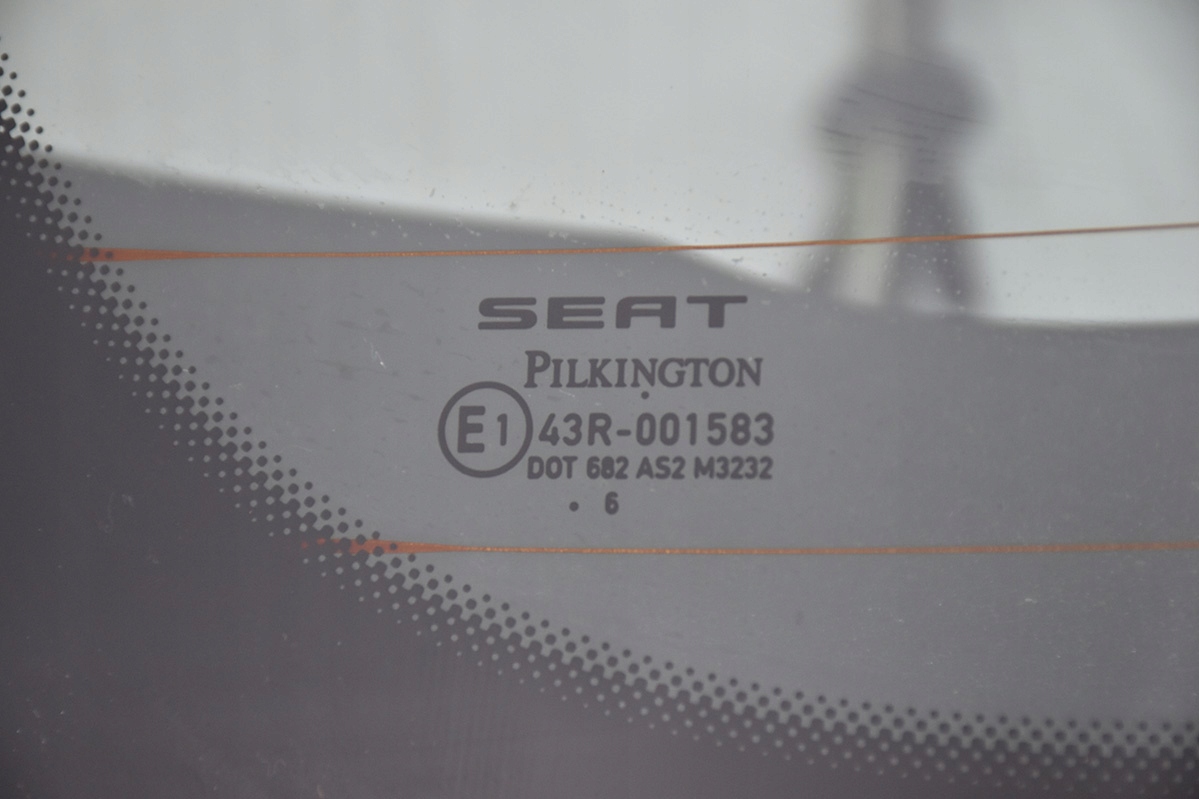 SEAT
PILKINGTON
E1 43R-001583
DOT 682 AS2 M3232
. 6